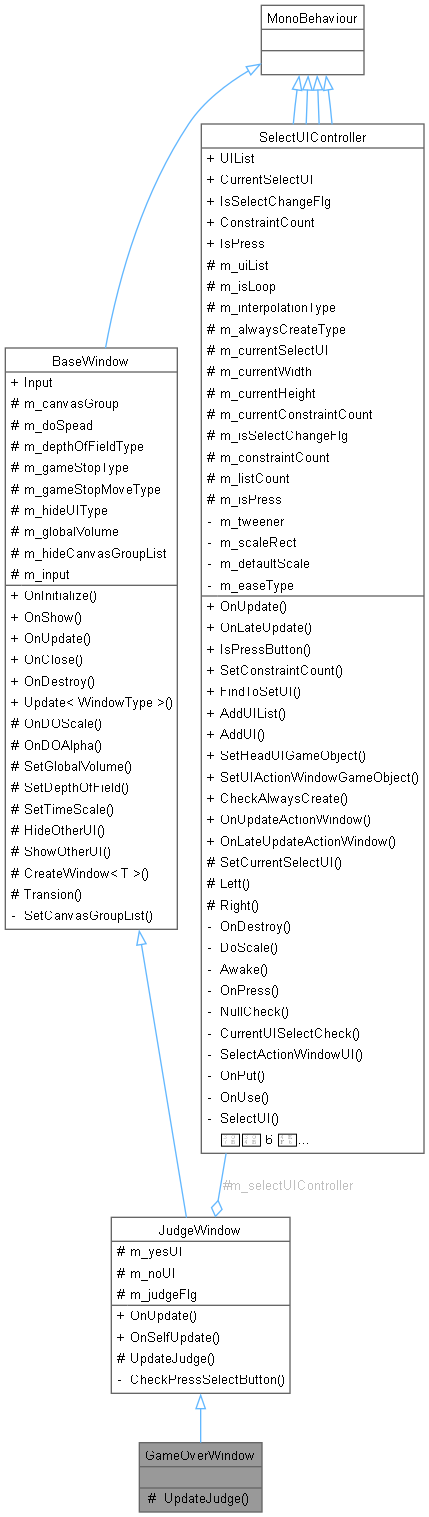 MonoBehaviour
SelectUIController
+ UIList
+ CurrentSelectUI
+ IsSelectChangeFlg
+ ConstraintCount
+ IsPress
# m_uiList
# m_isLoop
# m_interpolationType
# m_alwaysCreateType
# m_currentSelectUI
# m_currentWidth
# m_currentHeight
# m_currentConstraintCount
# m_isSelectChangeFlg
# m_constraintCount
# m_listCount
# m_isPress
- m_tweener
- m_scaleRect
- m_defaultScale
- m_easeType
+ OnUpdate()
+ OnLateUpdate()
+ IsPressButton()
+ SetConstraintCount()
+ FindToSetUI()
+ AddUIList()
+ AddUI()
+ SetHeadUIGameObject()
+ SetUIActionWindowGameObject()
+ CheckAlwaysCreate()
+ OnUpdateActionWindow()
+ OnLateUpdateActionWindow()
# SetCurrentSelectUI()
# Left()
# Right()
- OnDestroy()
- DoScale()
- Awake()
- OnPress()
- NullCheck()
- CurrentUISelectCheck()
- SelectActionWindowUI()
- OnPut()
- OnUse()
- SelectUI()
6 ...
BaseWindow
+ Input
# m_canvasGroup
# m_doSpead
# m_depthOfFieldType
# m_gameStopType
# m_gameStopMoveType
# m_hideUIType
# m_globalVolume
# m_hideCanvasGroupList
# m_input
+ OnInitialize()
+ OnShow()
+ OnUpdate()
+ OnClose()
+ OnDestroy()
+ Update< WindowType >()
# OnDOScale()
# OnDOAlpha()
# SetGlobalVolume()
# SetDepthOfField()
# SetTimeScale()
# HideOtherUI()
# ShowOtherUI()
# CreateWindow< T >()
# Transion()
- SetCanvasGroupList()
#m_selectUIController
JudgeWindow
# m_yesUI
# m_noUI
# m_judgeFlg
+ OnUpdate()
+ OnSelfUpdate()
# UpdateJudge()
- CheckPressSelectButton()
GameOverWindow
# UpdateJudge()